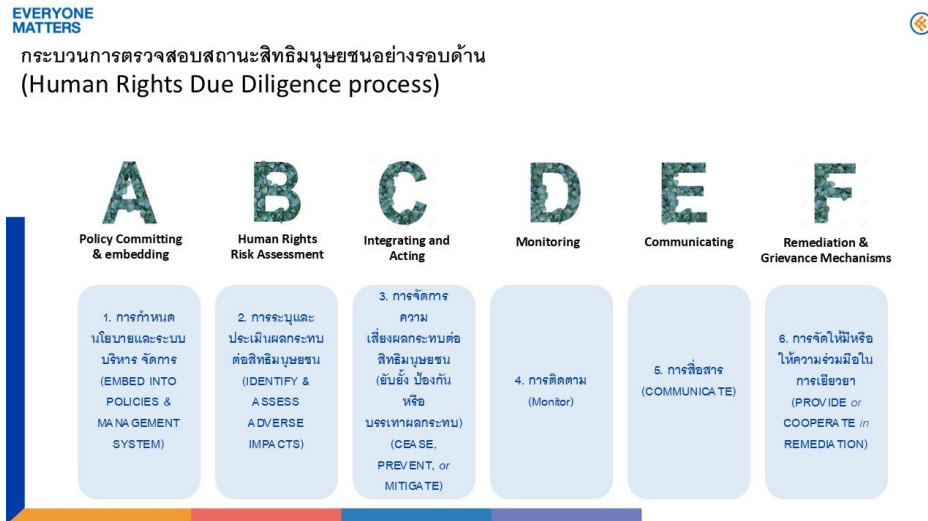 EVERYONE
MATTERS
กระบวนการตรวจสอบสถานะสิทธิมนุษยชนอย่างรอบด้าน
(Human Rights Due Diligence process)
A
Policy Committing
& embedding
1. การกำหนด
นโยบายและระบบ
บริหาร จัดการ
(EMBED INTO
POLICIES &
MANAGEMENT
SYSTEM)
B
Human Rights
Risk Assessment
2. การระบุและ
ประเมินผลกระทบ
ต่อสิทธิมนุษยชน
(IDENTIFY &
ASSESS
ADVERSE
IMPACTS)
C
Integrating and
Acting
3. การจัดการ
ความ
เสี่ยงผลกระทบต่อ
สิทธิมนุษยชน
(ยับยั้ง ป้องกัน
หรือ
บรรเทาผลกระทบ)
(CEASE,
PREVENT, or
MITIGATE)
D
Monitoring
4. การติดตาม
(Monitor)
E
Communicating
5. การสื่อสาร
(COMMUNICATE)
F
Remediation &
Grievance Mechanisms
6. การจัดให้มีหรือ
ให้ความร่วมมือใน
การเยียวยา
(PROVIDE or
COOPERATE in
REMEDIATION)